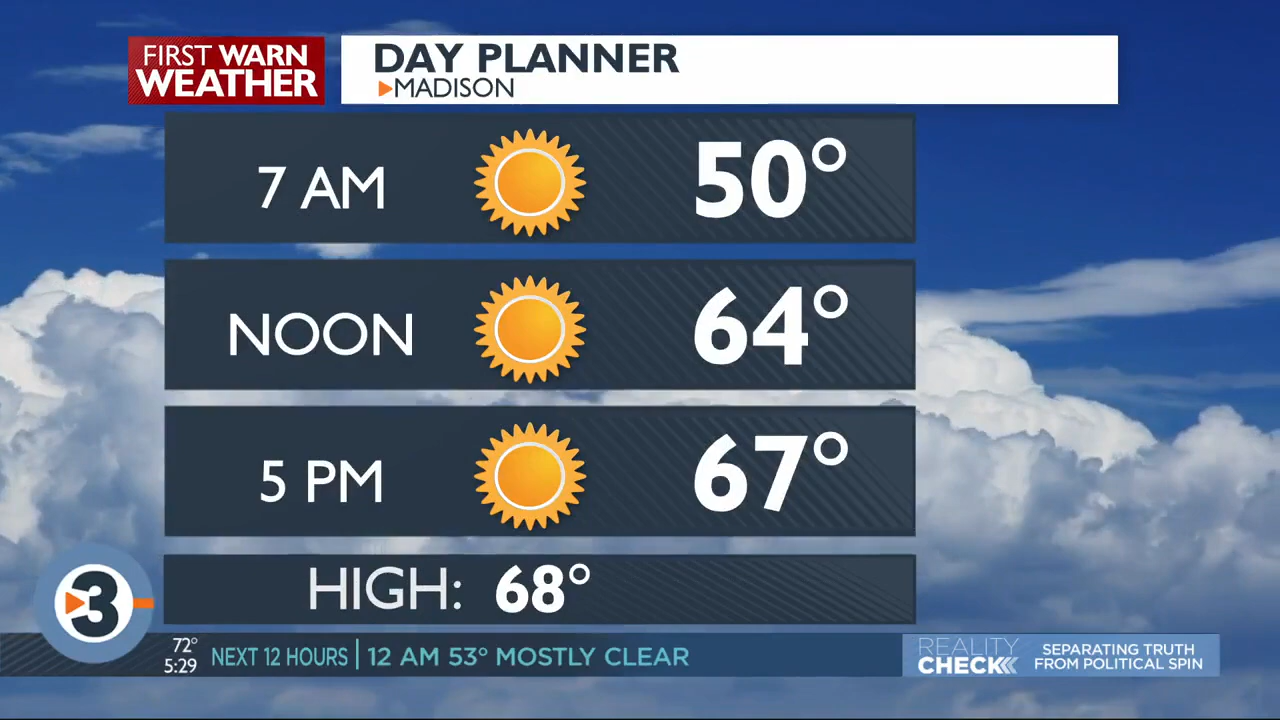 FIRST WARN
WEATHER
DAY PLANNER
MADISON
7 AM 50°
NOON 64°
5 PM 67°
HIGH: 68°
3
72°
5:29
NEXT 12 HOURS | 12 AM 53° MOSTLY CLEAR
REALITY
CHECK
SEPARATING TRUTH
FROM POLITICAL SPIN